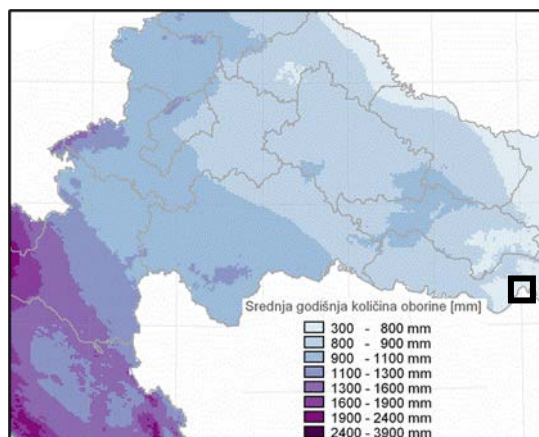 Srednja godišnja količina oborine [mm]
300 - 800 mm
800 - 900 mm
900 - 1100 mm
1100 - 1300 mm
1300 - 1600 mm
1600 - 1900 mm
1900 - 2400 mm
2400 - 3900 mm